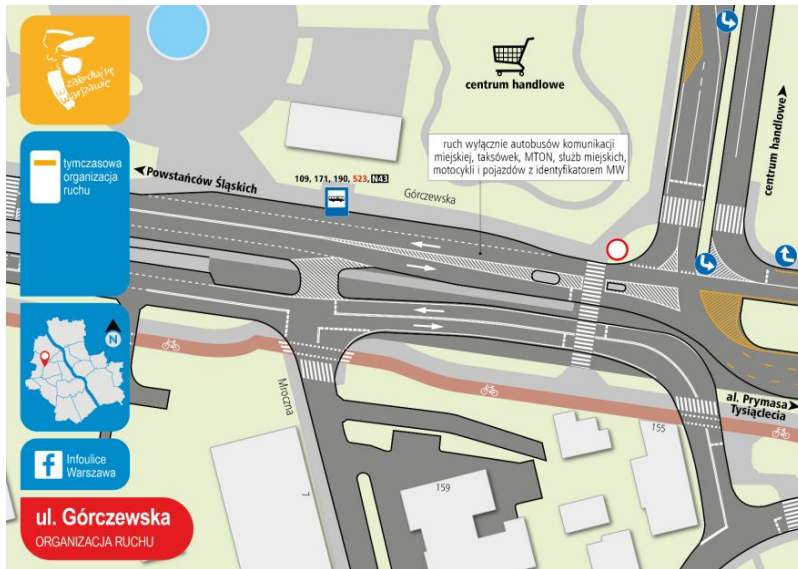 zakochaj się
w warszawie
tymczasowa
organizacja
ruchu
N
Infoulice
Warszawa
ul. Górczewska
ORGANIZACJA RUCHU
centrum handlowe
ruch wyłącznie autobusów komunikacji
miejskiej, taksówek, MTON, służb miejskich,
motocykli i pojazdów z identyfikatorem MW
Powstańców Śląskich
109, 171, 190, 523, N43
Górczewska
centrum handlowe
al. Prymasa
Tysiąclecia
Mroczna
155
159
1